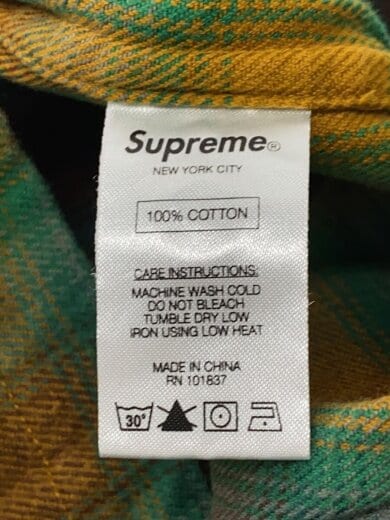 Supreme®
NEW YORK CITY
100% COTTON
CARE INSTRUCTIONS:
MACHINE WASH COLD
DO NOT BLEACH
TUMBLE DRY LOW
IRON USING LOW HEAT
MADE IN CHINA
RN 101837
30°